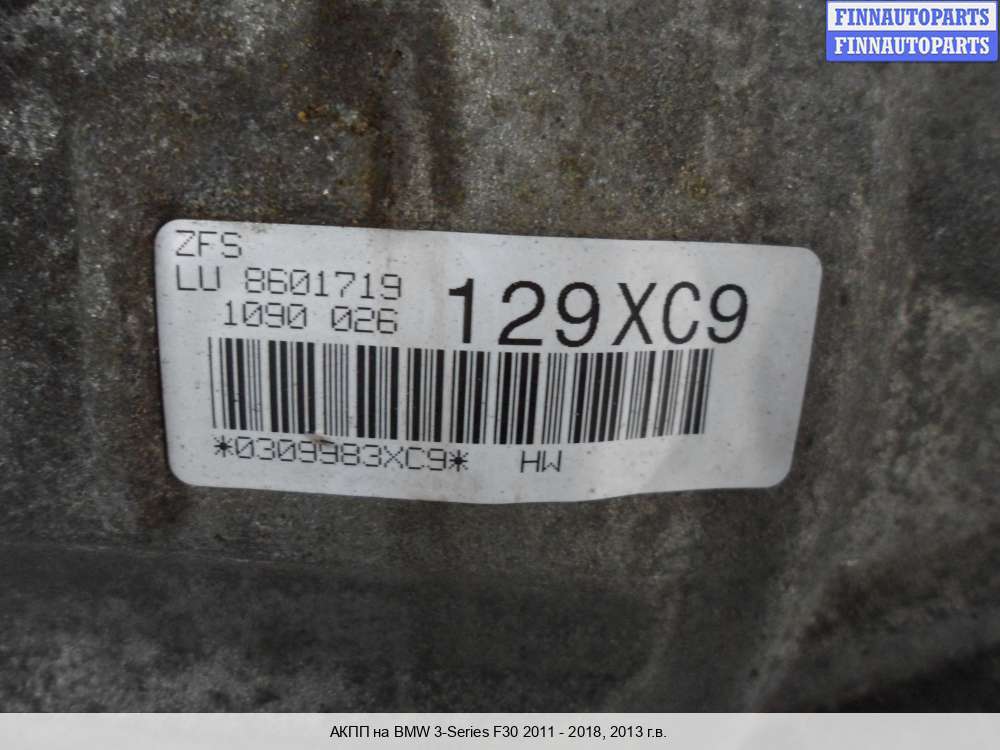 FINNAUTOPARTS
FINNAUTOPARTS
ZFS
LU 8601719
1090 026
129XC9
*0309983XC9* HW
АКПП на BMW 3-Series F30 2011 - 2018, 2013 г.в.